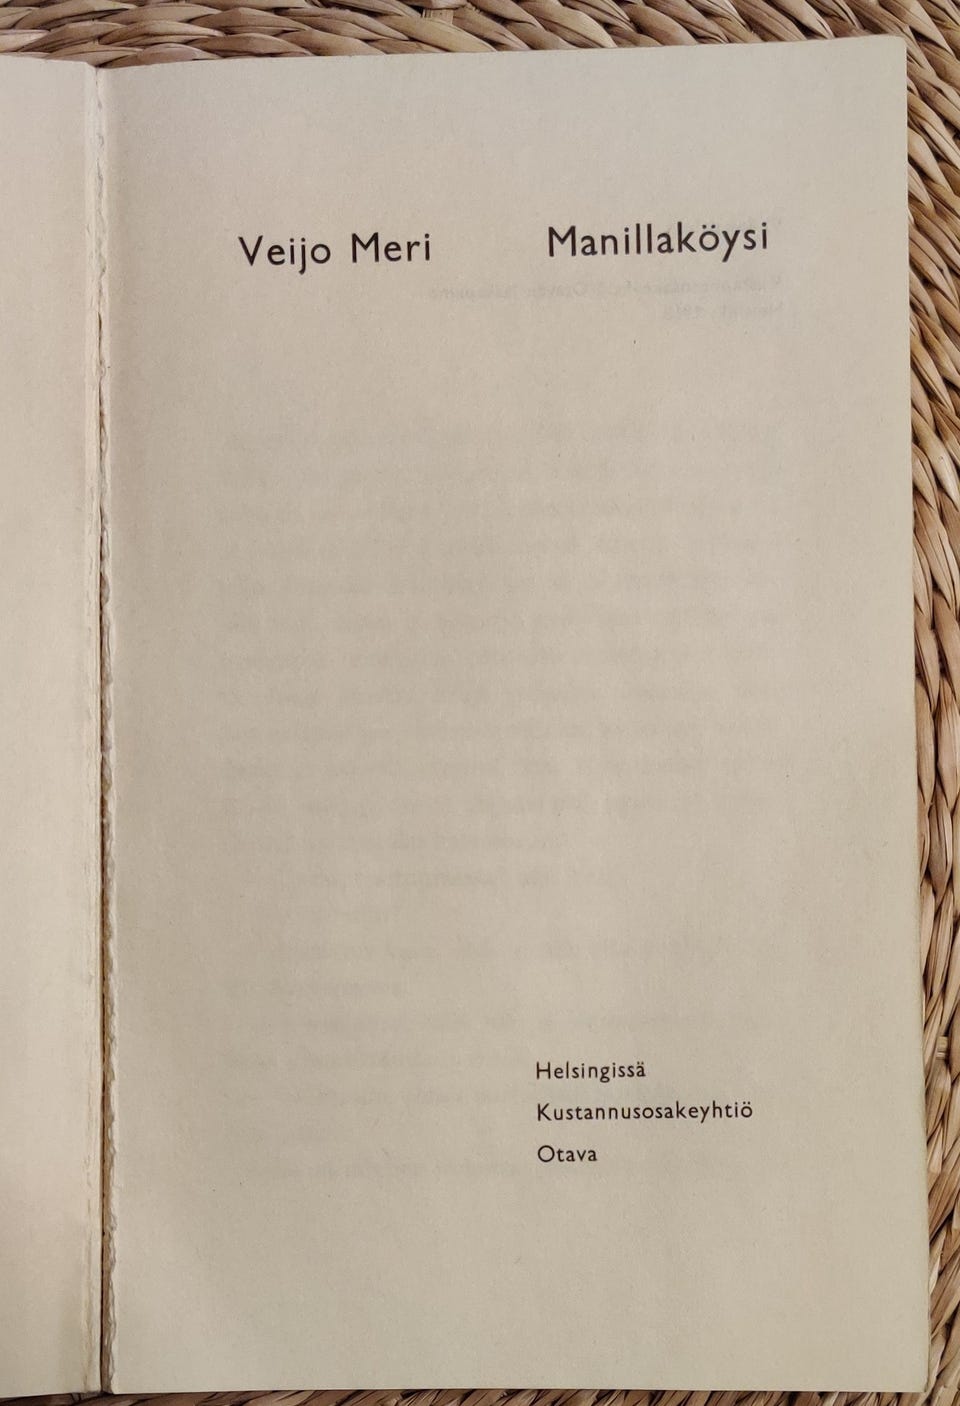 Veijo Meri Manillaköysi
Helsingissä
Kustannusosakeyhtiö
Otava